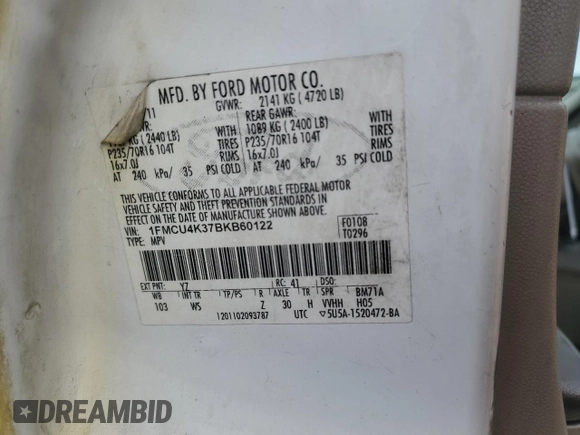 MFD. BY FORD MOTOR CO.
/11 GVWR: 2141 KG ( 4720 LB)
WR: REAR GAWR:
KG ( 2440 LB) WITH 1089 KG ( 2400 LB) WITH
P235/70R16 104T TIRES P235/70R16 104T TIRES
16x7.0J RIMS 16x7.0J RIMS
AT 240 kPa/ 35 PSI COLD AT 240 kPa/ 35 PSI COLD
THIS VEHICLE CONFORMS TO ALL APPLICABLE FEDERAL MOTOR
VEHICLE SAFETY AND THEFT PREVENTION STANDARDS IN
EFFECT ON THE DATE OF MANUFACTURE SHOWN ABOVE.
VIN: 1FMCU4K37BKB60122 F0108
TYPE: MPV T0296
EXT PNT: YZ RC: 41 DSO:
WB INT TR TP/PS R AXLE TR SPR BM71A
103 WS Z 30 H VVHH H05
1201102093787 UTC ▽5U5A-1520472-BA
DREAMBID